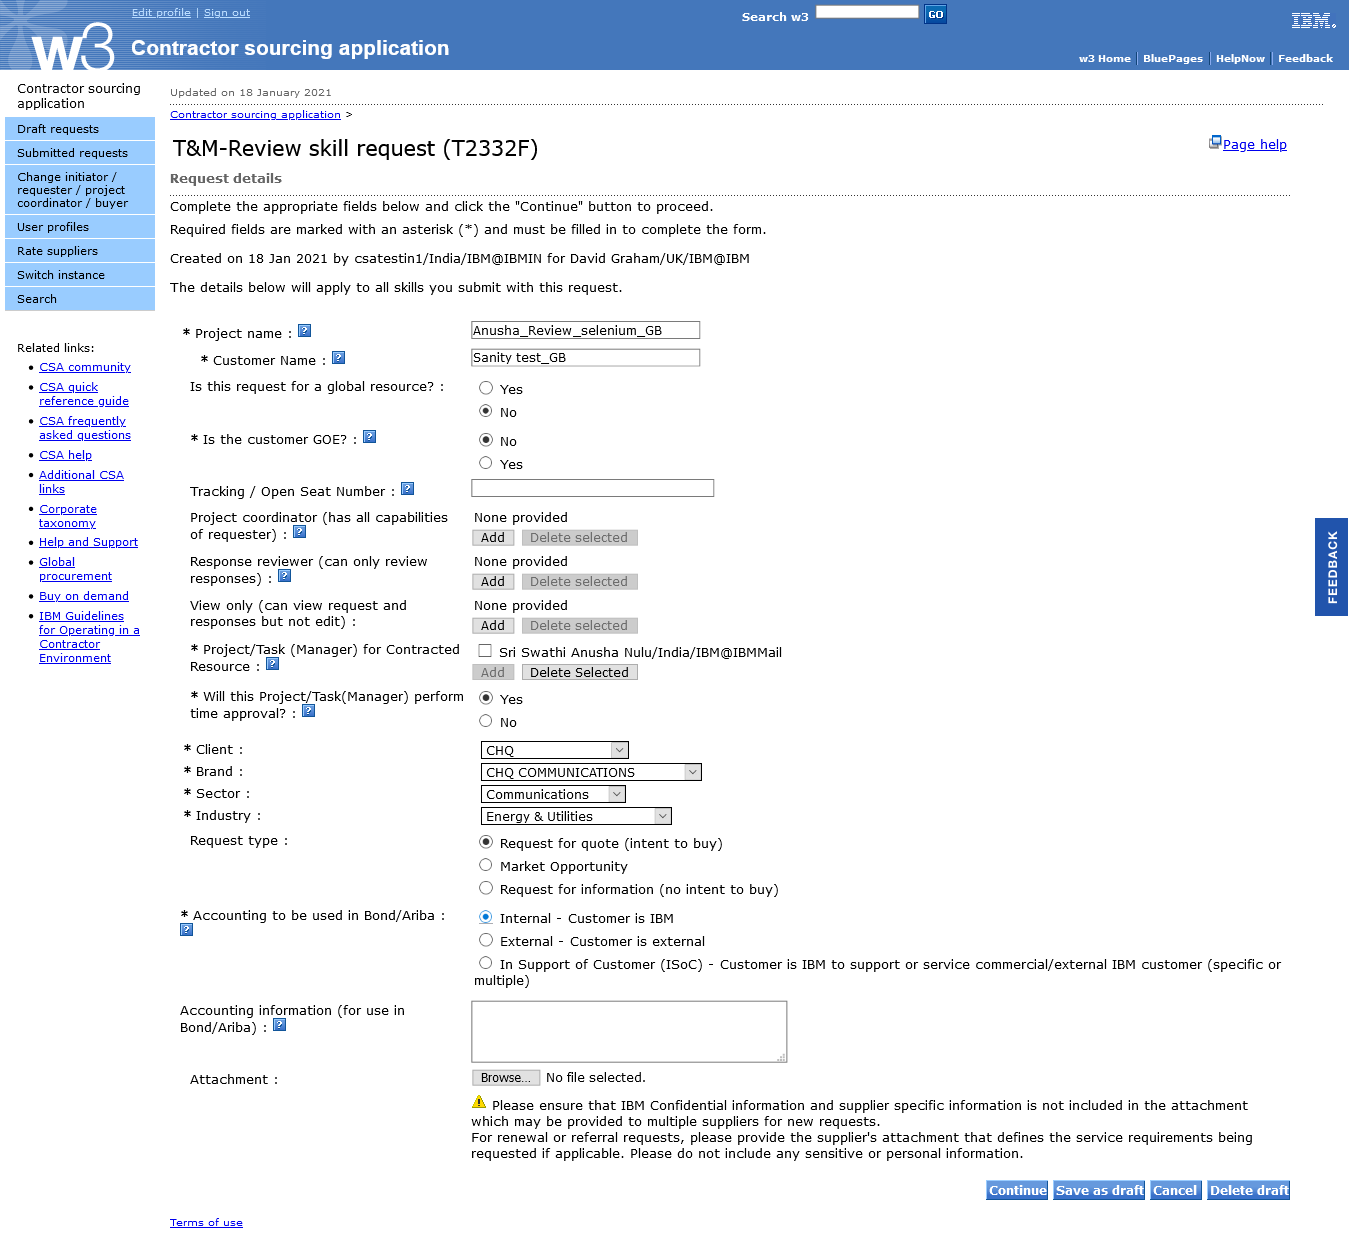 Edit profile | Sign out
Search w3
GO
IBM.
w3
Contractor sourcing application
w3 Home | BluePages | HelpNow | Feedback
Contractor sourcing
application
Draft requests
Submitted requests
Change initiator /
requester / project
coordinator / buyer
User profiles
Rate suppliers
Switch instance
Search
Related links:
• CSA community
• CSA quick
reference guide
• CSA frequently
asked questions
• CSA help
• Additional CSA
links
• Corporate
taxonomy
• Help and Support
• Global
procurement
• Buy on demand
• IBM Guidelines
for Operating in a
Contractor
Environment
Updated on 18 January 2021
Contractor sourcing application >
T&M-Review skill request (T2332F)
Page help
Request details
Complete the appropriate fields below and click the "Continue" button to proceed.
Required fields are marked with an asterisk (*) and must be filled in to complete the form.
Created on 18 Jan 2021 by csatestin1/India/IBM@IBMIN for David Graham/UK/IBM@IBM
The details below will apply to all skills you submit with this request.
* Project name : ? Anusha_Review_selenium_GB
* Customer Name : ? Sanity test_GB
Is this request for a global resource? : Yes
No
* Is the customer GOE? : ? No
Yes
Tracking / Open Seat Number : ?
Project coordinator (has all capabilities
of requester) : ?
None provided
Add Delete selected
Response reviewer (can only review
responses) : ?
None provided
Add Delete selected
View only (can view request and
responses but not edit) :
None provided
Add Delete selected
* Project/Task (Manager) for Contracted
Resource : ?
Sri Swathi Anusha Nulu/India/IBM@IBMMail
Add Delete Selected
* Will this Project/Task(Manager) perform
time approval? : ?
Yes
No
* Client : CHQ
* Brand : CHQ COMMUNICATIONS
* Sector : Communications
* Industry : Energy & Utilities
Request type : Request for quote (intent to buy)
Market Opportunity
Request for information (no intent to buy)
* Accounting to be used in Bond/Ariba :
?
Internal - Customer is IBM
External - Customer is external
In Support of Customer (ISoC) - Customer is IBM to support or service commercial/external IBM customer (specific or
multiple)
Accounting information (for use in
Bond/Ariba) : ?
Attachment : Browse... No file selected.
Please ensure that IBM Confidential information and supplier specific information is not included in the attachment
which may be provided to multiple suppliers for new requests.
For renewal or referral requests, please provide the supplier's attachment that defines the service requirements being
requested if applicable. Please do not include any sensitive or personal information.
Continue Save as draft Cancel Delete draft
Terms of use
FEEDBACK